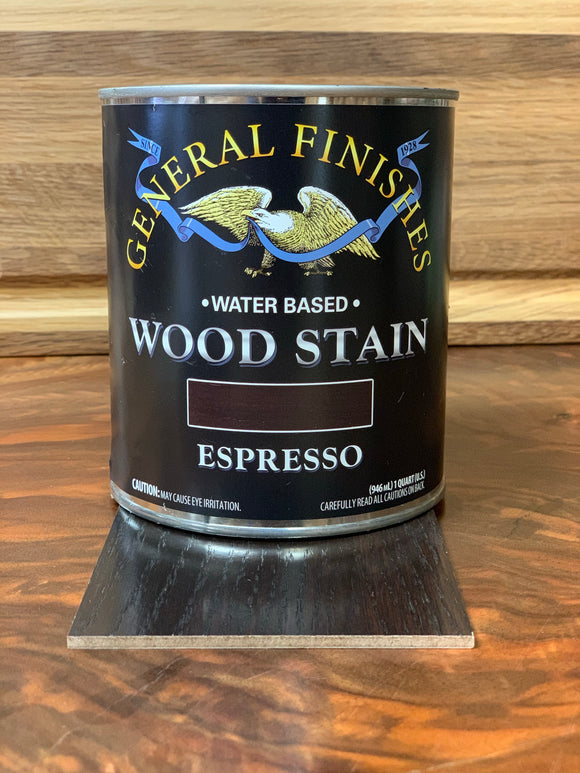 SINCE
1928
GENERAL FINISHES
• WATER BASED •
WOOD STAIN
ESPRESSO
CAUTION: MAY CAUSE EYE IRRITATION.
(946 mL) 1 QUART (U.S.)
CAREFULLY READ ALL CAUTIONS ON BACK.